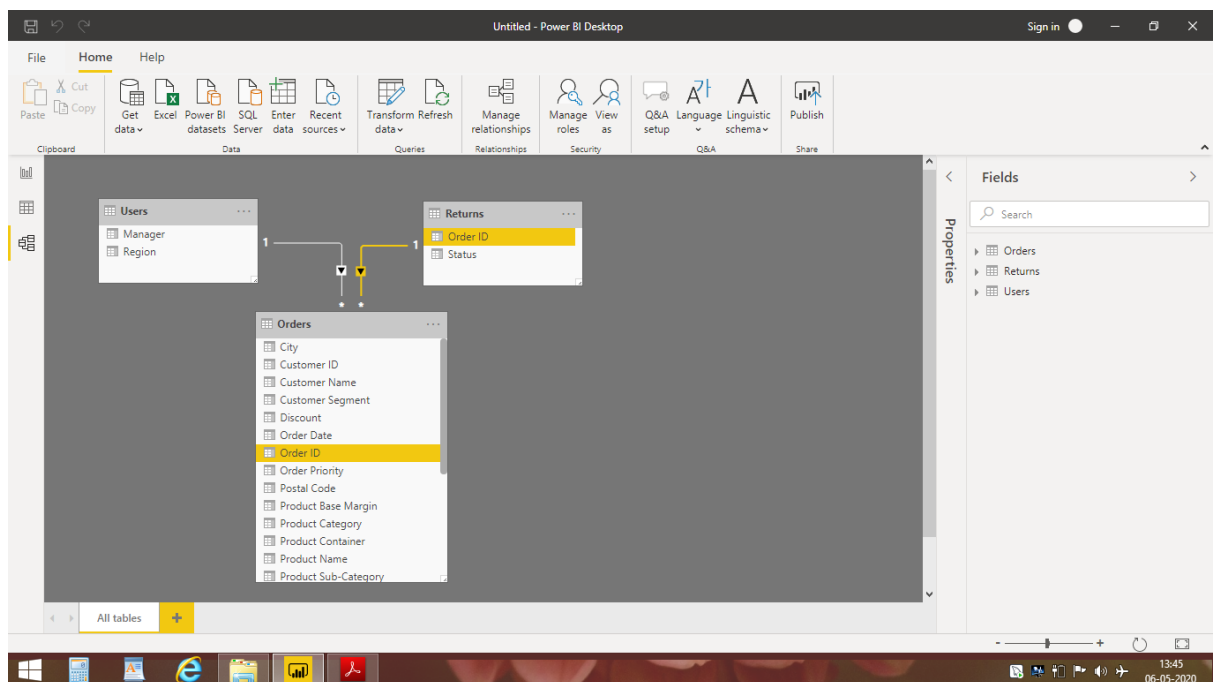 Untitled - Power BI Desktop
Sign in
File Home Help
Paste
Cut
Copy
Get data
Excel
Power BI datasets
SQL Server
Enter data
Recent sources
Transform data
Refresh
Manage relationships
Manage roles
View as
Q&A setup
A가
Language
Linguistic schema
Publish
Clipboard
Data
Queries
Relationships
Security
Q&A
Share
Users
Manager
Region
1
Returns
Order ID
Status
1
*
*
Orders
City
Customer ID
Customer Name
Customer Segment
Discount
Order Date
Order ID
Order Priority
Postal Code
Product Base Margin
Product Category
Product Container
Product Name
Product Sub-Category
Properties
Fields
Search
Orders
Returns
Users
All tables
13:45
06-05-2020